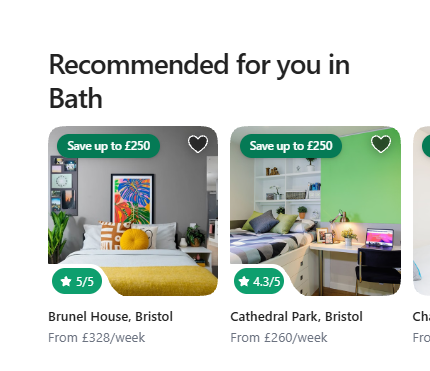 Recommended for you in
Bath
Save up to £250
Save up to £250
5/5
4.3/5
Brunel House, Bristol
Cathedral Park, Bristol
From £328/week
From £260/week